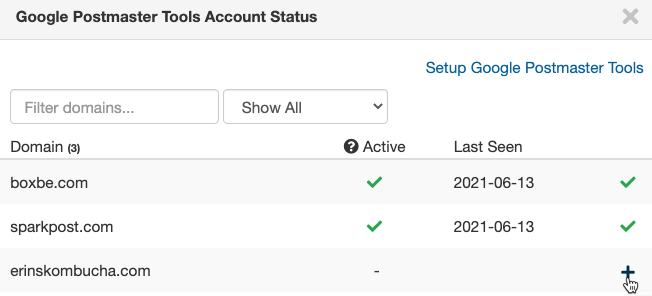 Google Postmaster Tools Account Status
Setup Google Postmaster Tools
Filter domains... Show All
Domain (3) Active Last Seen
boxbe.com 2021-06-13
sparkpost.com 2021-06-13
erinskombucha.com -